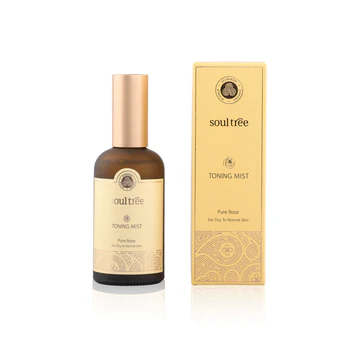 soultree
TONING MIST
Pure Rose
For Dry To Normal Skin
soultree
TONING MIST
Pure Rose
For Dry To Normal Skin